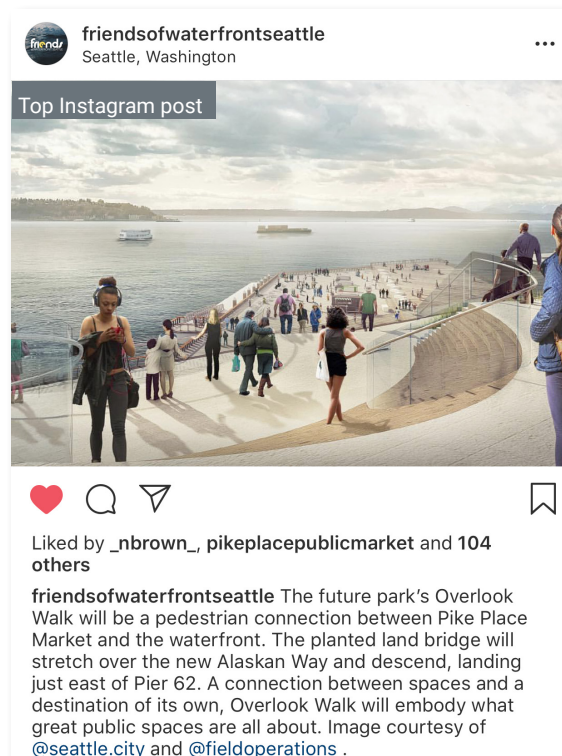 friends
friendsofwaterfrontseattle
Seattle, Washington
Top Instagram post
Liked by _nbrown_, pikeplacepublicmarket and 104
others
friendsofwaterfrontseattle The future park's Overlook
Walk will be a pedestrian connection between Pike Place
Market and the waterfront. The planted land bridge will
stretch over the new Alaskan Way and descend, landing
just east of Pier 62. A connection between spaces and a
destination of its own, Overlook Walk will embody what
great public spaces are all about. Image courtesy of
@seattle.city and @fieldoperations .